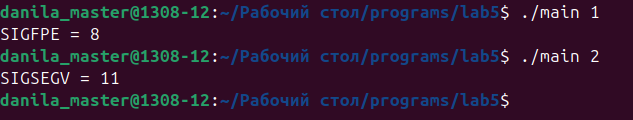 danila_master@1308-12:~/Рабочий стол/programs/lab5$ ./main 1
SIGFPE = 8
danila_master@1308-12:~/Рабочий стол/programs/lab5$ ./main 2
SIGSEGV = 11
danila_master@1308-12:~/Рабочий стол/programs/lab5$